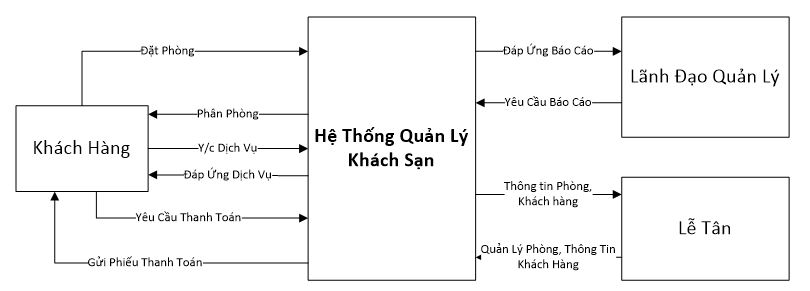 Đặt Phòng
Đáp Ứng Báo Cáo
Lãnh Đạo Quản Lý
Yêu Cầu Báo Cáo
Phân Phòng
Hệ Thống Quản Lý
Khách Sạn
Khách Hàng
Y/c Dịch Vụ
Đáp Ứng Dịch Vụ
Thông tin Phòng,
Khách hàng
Yêu Cầu Thanh Toán
Lễ Tân
Quản Lý Phòng, Thông Tin
Khách Hàng
Gửi Phiếu Thanh Toán